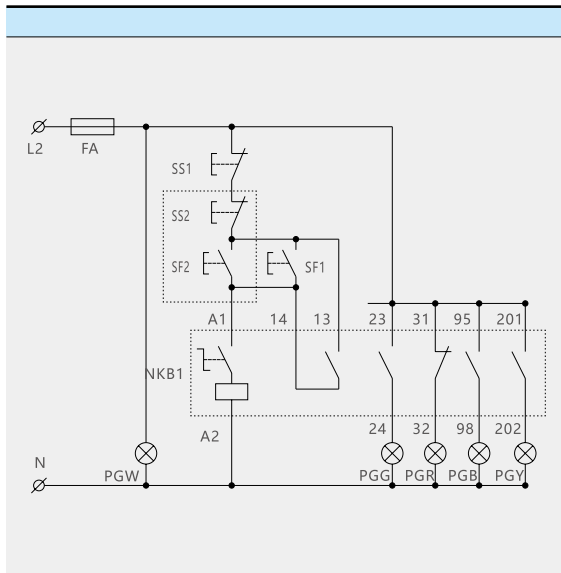 L2
FA
SS1
SS2
SF2
SF1
A1 14 13 23 31 95 201
NKB1
A2
24 32 98 202
N
PGW
PGG PGR PGB PGY